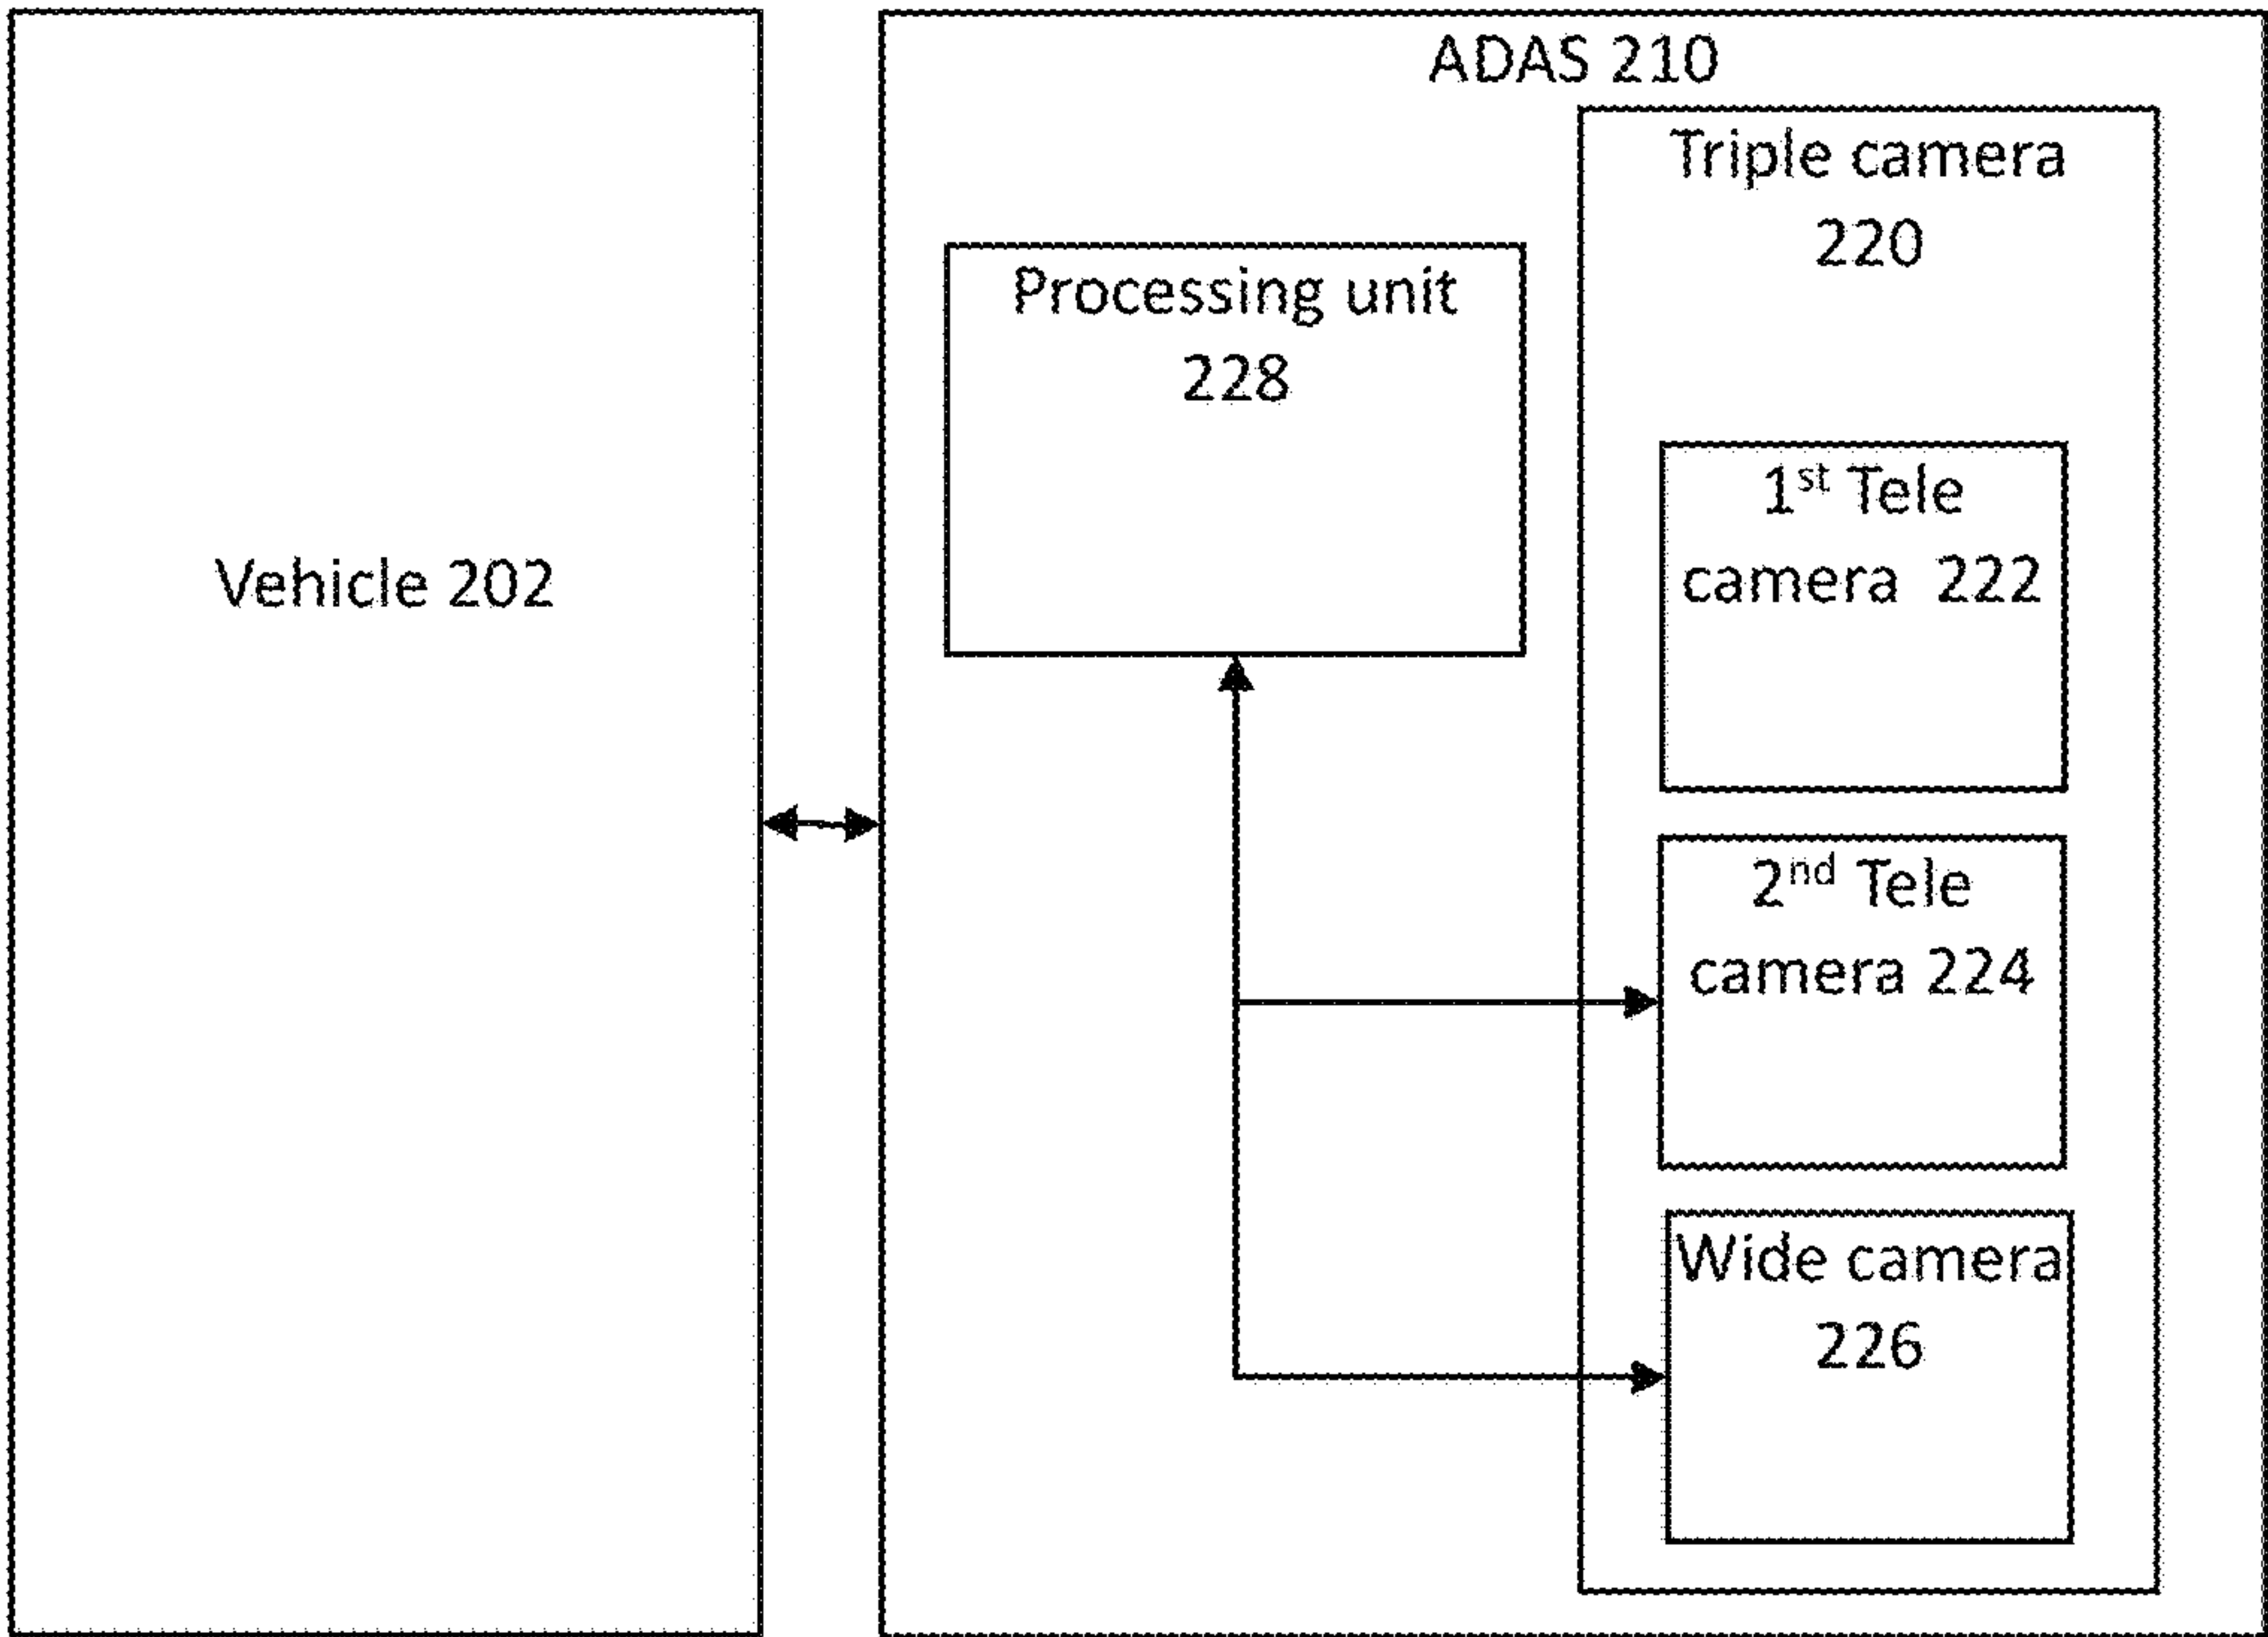 ADAS 210
Triple camera
220
Processing unit
228
1st Tele
camera 222
Vehicle 202
2nd Tele
camera 224
Wide camera
226